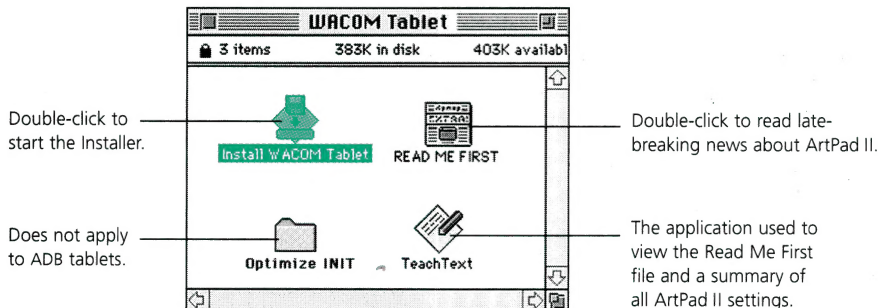 WACOM Tablet
3 items 383K in disk 403K availabl
Double-click to
start the Installer.
Install WACOM Tablet
READ ME FIRST
Double-click to read late-
breaking news about ArtPad II.
Does not apply
to ADB tablets.
Optimize INIT
TeachText
The application used to
view the Read Me First
file and a summary of
all ArtPad II settings.